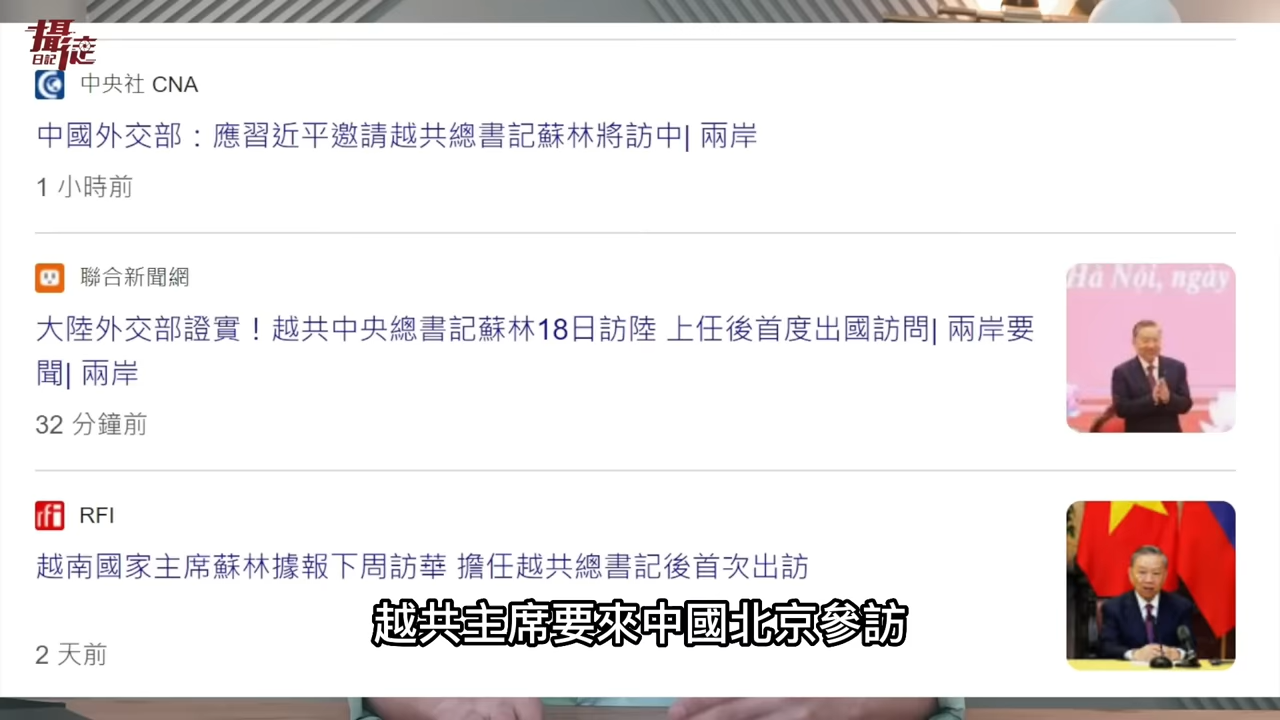 攝徒
日記
中央社 CNA
中國外交部：應習近平邀請越共總書記蘇林將訪中| 兩岸
1 小時前
聯合新聞網
大陸外交部證實！越共中央總書記蘇林18日訪陸 上任後首度出國訪問| 兩岸要
聞| 兩岸
32 分鐘前
Hà Nội, ngày
rfi RFI
越南國家主席蘇林據報下周訪華 擔任越共總書記後首次出訪
越共主席要來中國北京參訪
2 天前